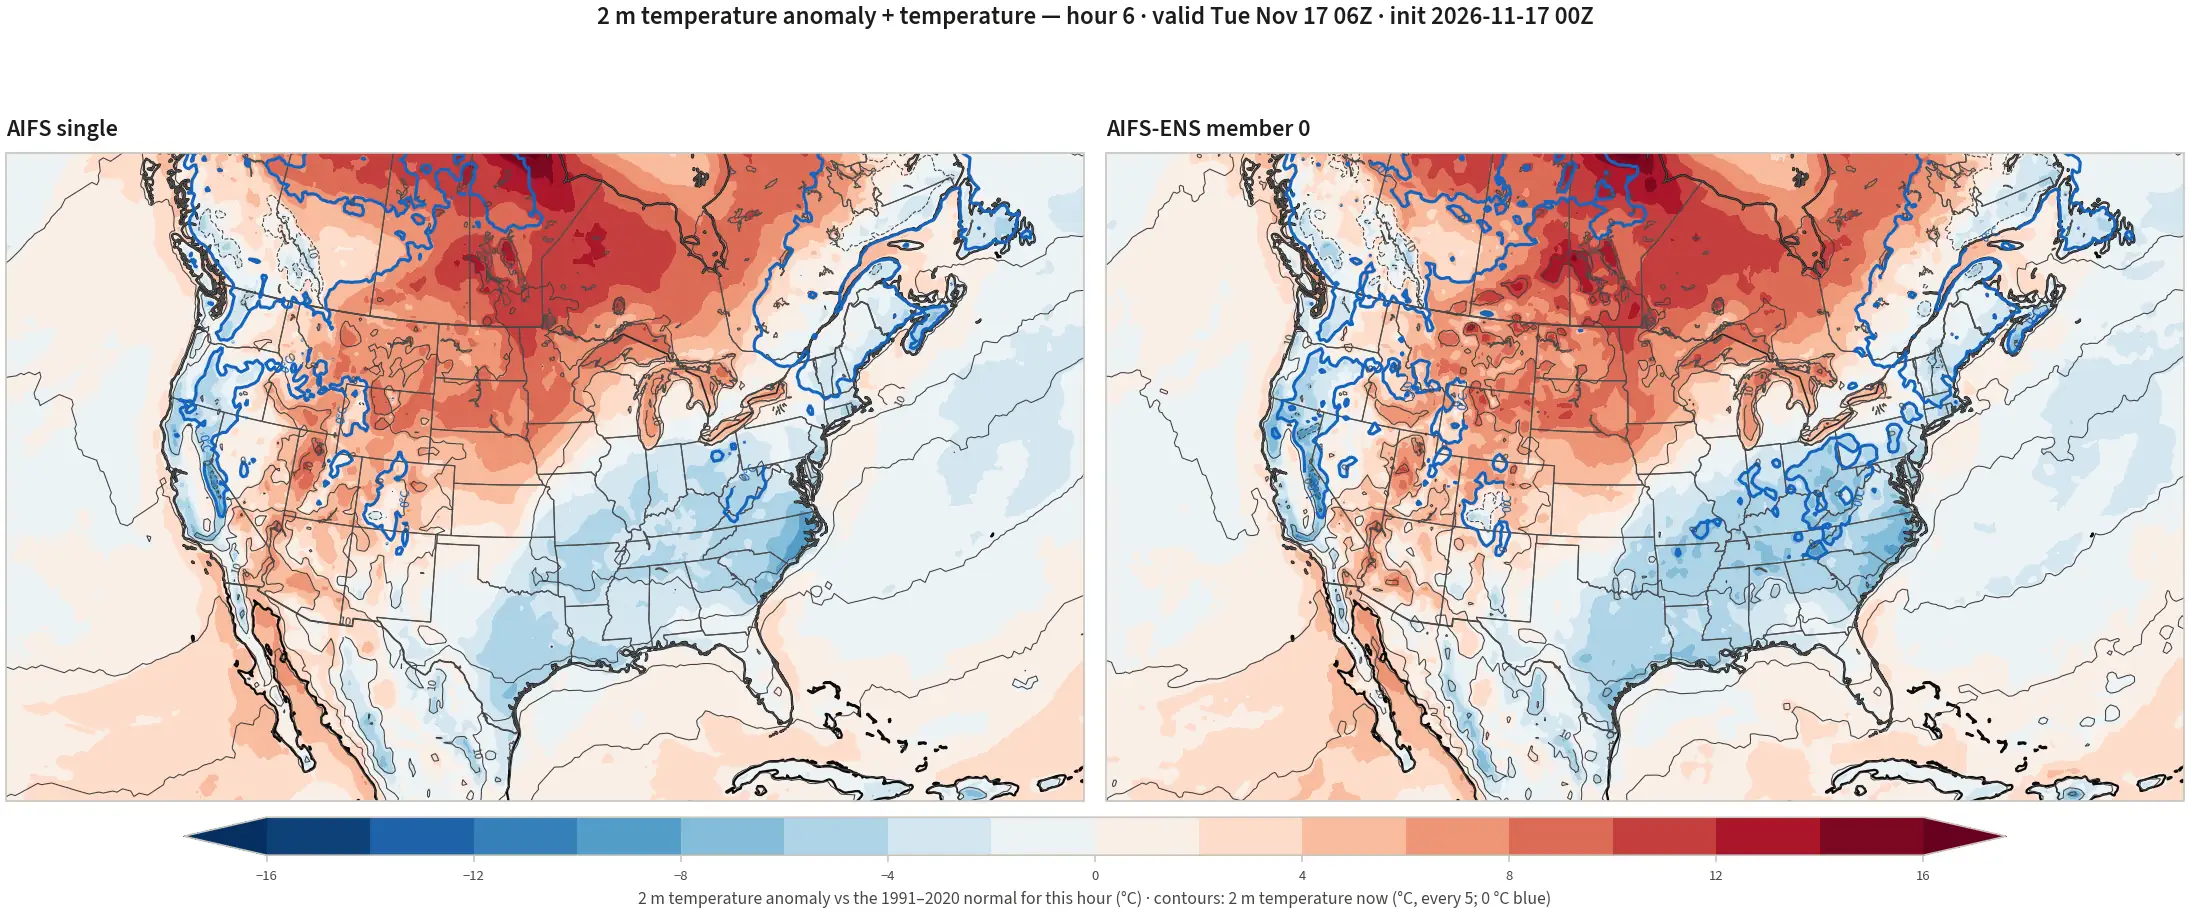 2 m temperature anomaly + temperature — hour 6 · valid Tue Nov 17 06Z · init 2026-11-17 00Z
AIFS single
AIFS-ENS member 0
−16 −12 −8 −4 0 4 8 12 16
2 m temperature anomaly vs the 1991–2020 normal for this hour (°C) · contours: 2 m temperature now (°C, every 5; 0 °C blue)